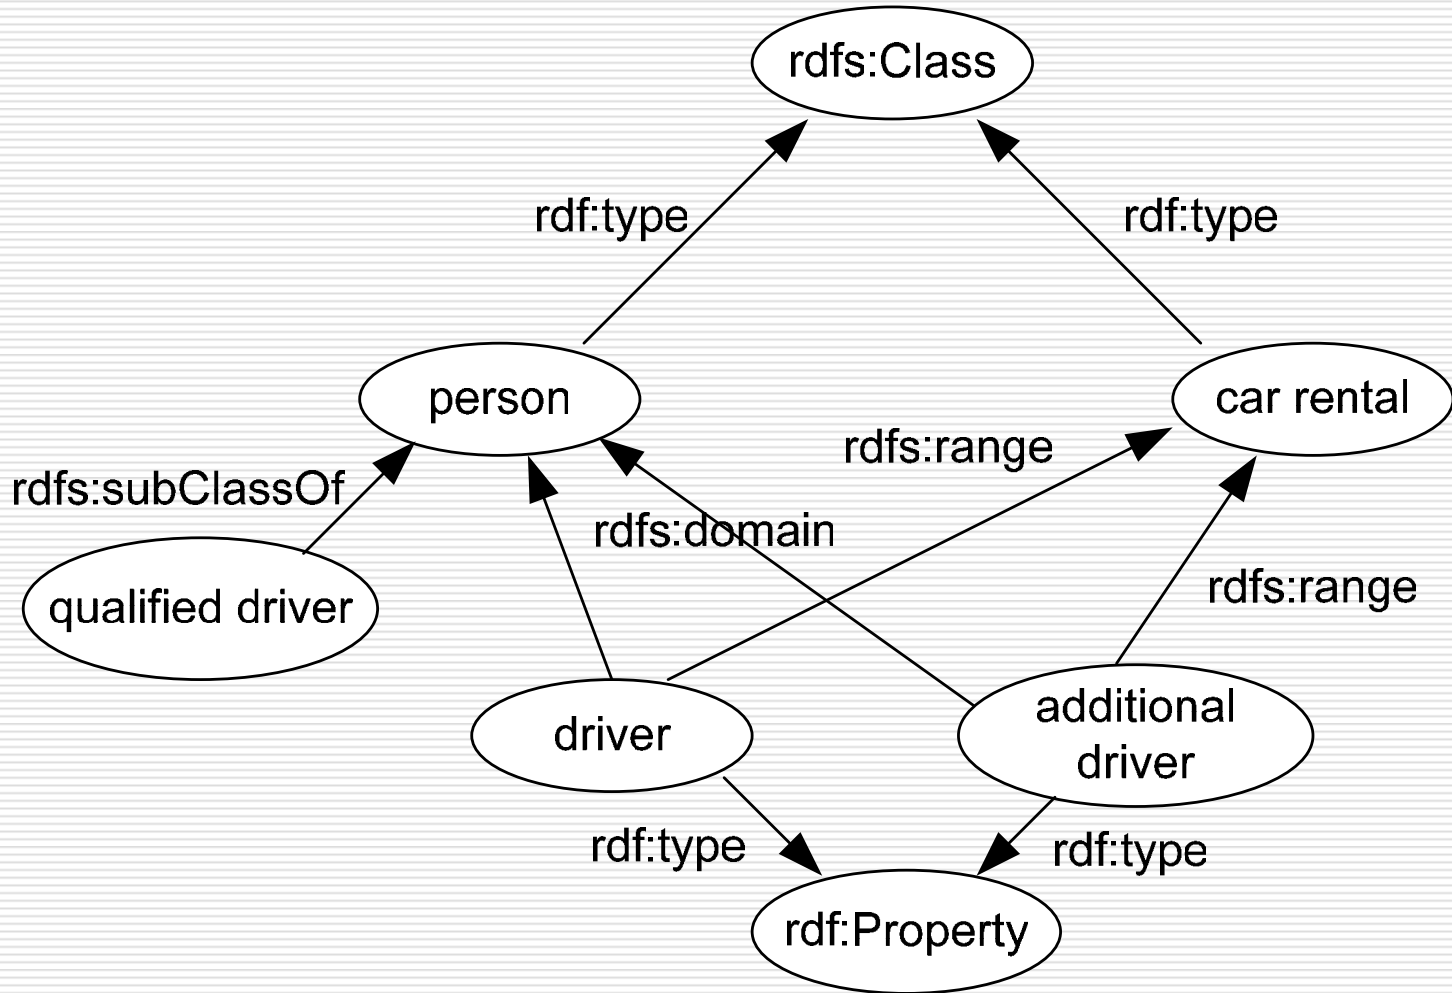 rdfs:Class
rdf:type
rdf:type
person
car rental
rdfs:range
rdfs:subClassOf
rdfs:domain
rdfs:range
qualified driver
driver
additional
driver
rdf:type
rdf:type
rdf:Property